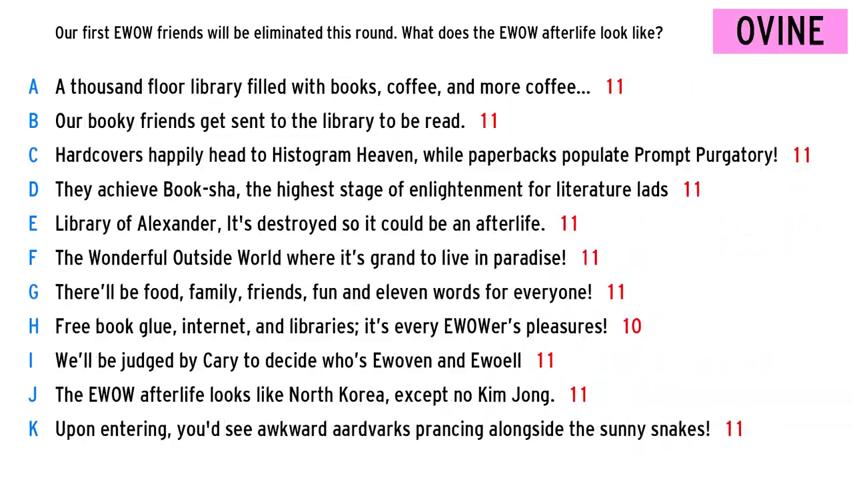 Our first EWOW friends will be eliminated this round. What does the EWOW afterlife look like?
OVINE
A A thousand floor library filled with books, coffee, and more coffee... 11
B Our booky friends get sent to the library to be read. 11
C Hardcovers happily head to Histogram Heaven, while paperbacks populate Prompt Purgatory! 11
D They achieve Book-sha, the highest stage of enlightenment for literature lads 11
E Library of Alexander, It's destroyed so it could be an afterlife. 11
F The Wonderful Outside World where it’s grand to live in paradise! 11
G There’ll be food, family, friends, fun and eleven words for everyone! 11
H Free book glue, internet, and libraries; it’s every EWOWer’s pleasures! 10
I We’ll be judged by Cary to decide who’s Ewoven and Ewoell 11
J The EWOW afterlife looks like North Korea, except no Kim Jong. 11
K Upon entering, you'd see awkward aardvarks prancing alongside the sunny snakes! 11